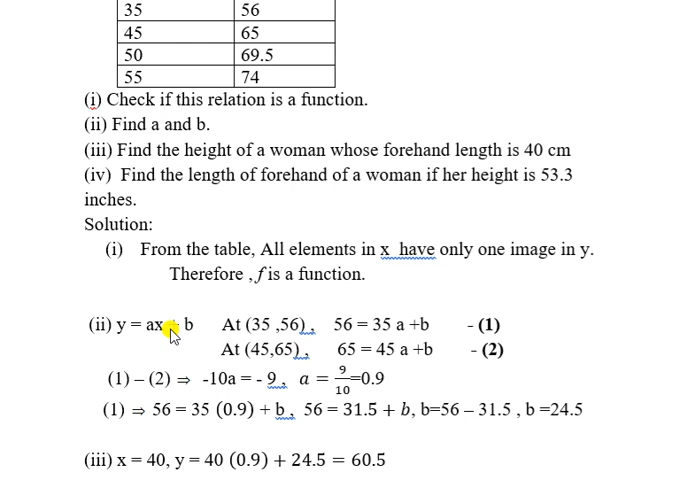 35 56
45 65
50 69.5
55 74
(i) Check if this relation is a function.
(ii) Find a and b.
(iii) Find the height of a woman whose forehand length is 40 cm
(iv) Find the length of forehand of a woman if her height is 53.3
inches.
Solution:
(i) From the table, All elements in x have only one image in y.
Therefore , f is a function.
(ii) y = ax + b At (35 ,56) , 56 = 35 a +b - (1)
At (45,65) , 65 = 45 a +b - (2)
(1) – (2) ⇒ -10a = - 9 , a = 9/10 =0.9
(1) ⇒ 56 = 35 (0.9) + b , 56 = 31.5 + b, b=56 – 31.5 , b =24.5
(iii) x = 40, y = 40 (0.9) + 24.5 = 60.5